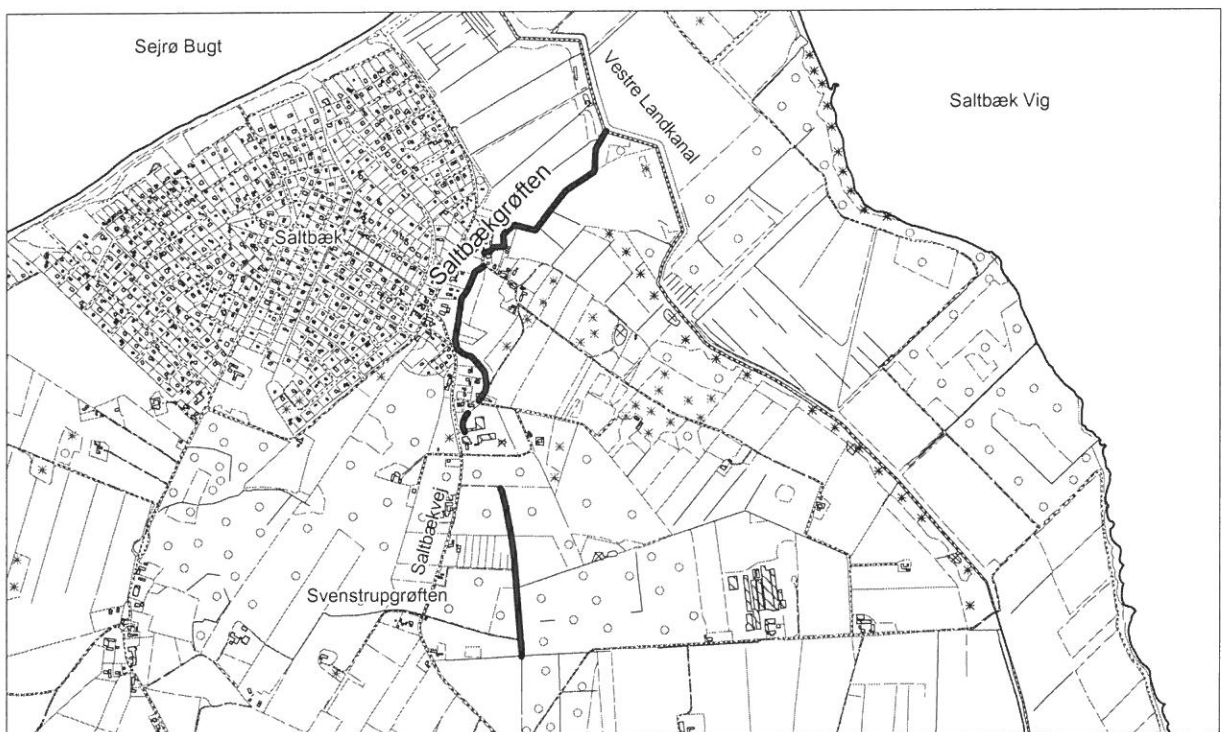 Sejrø Bugt
Saltbæk Vig
Vestre Landkanal
Saltbækgrøften
Saltbæk
Saltbækvej
Svenstrupgrøften